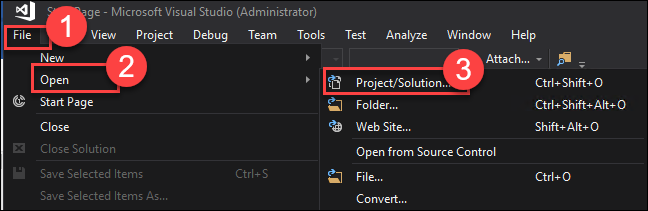 Page - Microsoft Visual Studio (Administrator)
1
File View Project Debug Team Tools Test Analyze Window Help
2
New
Attach...
3
Open
Project/Solution... Ctrl+Shift+O
Start Page
Folder... Ctrl+Shift+Alt+O
Close
Web Site... Shift+Alt+O
Close Solution
Open from Source Control
Save Selected Items Ctrl+S
File... Ctrl+O
Save Selected Items As...
Convert...